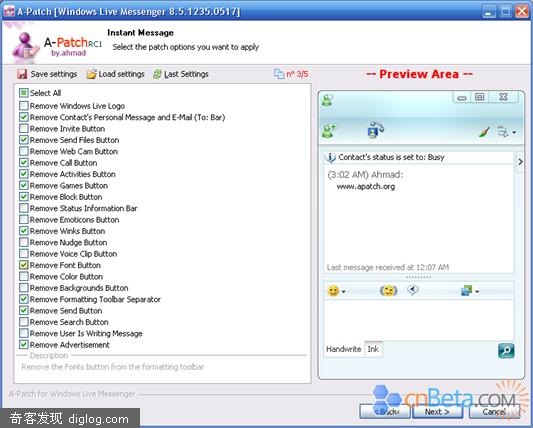 A-Patch [Windows Live Messenger 8.5.1235.0517]
A-Patch RC1
by.ahmad
Instant Message
Select the patch options you want to apply
Save settings Load settings Last Settings nº 3/5
-- Preview Area --
Select All
Remove Windows Live Logo
Remove Contact's Personal Message and E-Mail (To: Bar)
Remove Invite Button
Remove Send Files Button
Remove Web Cam Button
Remove Call Button
Remove Activities Button
Remove Games Button
Remove Block Button
Remove Status Information Bar
Remove Emoticons Button
Remove Winks Button
Remove Nudge Button
Remove Voice Clip Button
Remove Font Button
Remove Color Button
Remove Backgrounds Button
Remove Formatting Toolbar Separator
Remove Send Button
Remove Search Button
Remove User Is Writing Message
Remove Advertisement
Description
Remove the Fonts button from the formatting toolbar
Contact's status is set to: Busy
(3:02 AM) Ahmad:
www.apatch.org
Last message received at 12:07 AM
Handwrite Ink
A-Patch for Windows Live Messenger
cnBeta.COM
< Back Next > Cancel
奇客发现 diglog.com